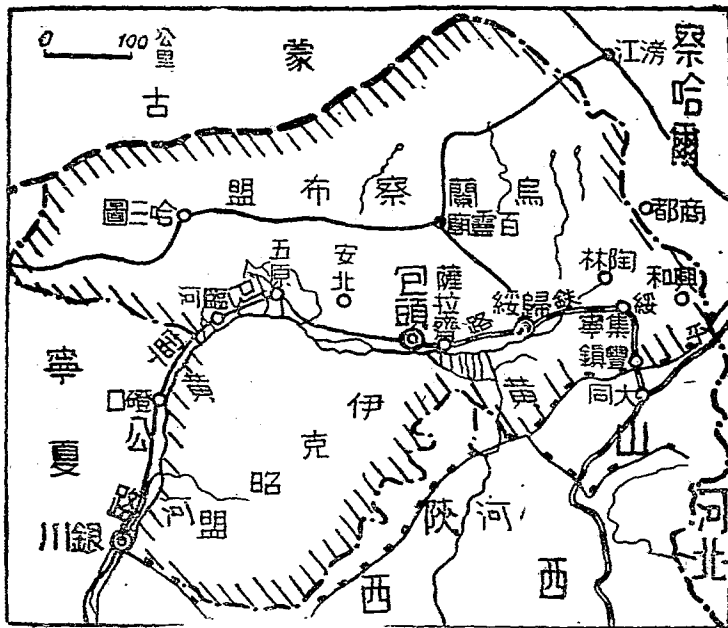 0 100 公里
蒙古
察哈爾
滂江
烏蘭察布盟
哈三圖
百靈廟
商都
五原
安北
包頭
薩拉齊
歸綏
陶林
興和
集寧
豐鎮
大同
平綏鉄路
臨河
磴口
公路
銀川
寧夏
黃河
伊克昭盟
黃河
陝西
山西
河北